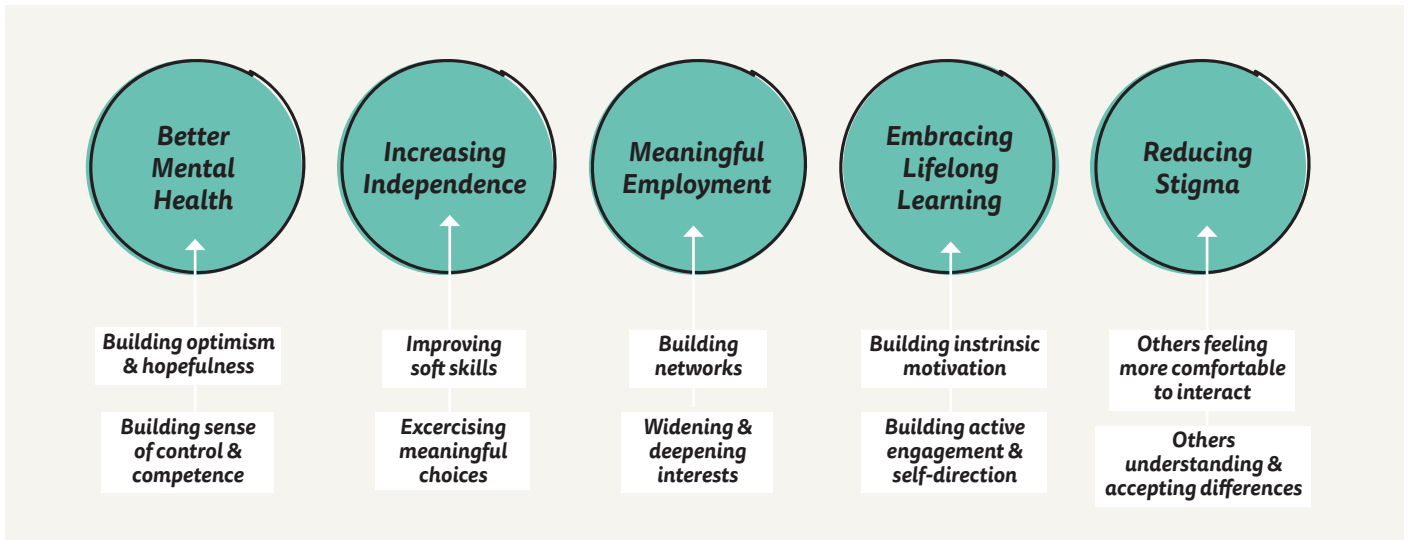 Better
Mental
Health
Increasing
Independence
Meaningful
Employment
Embracing
Lifelong
Learning
Reducing
Stigma
Building optimism
& hopefulness
Building sense
of control &
competence
Improving
soft skills
Excercising
meaningful
choices
Building
networks
Widening &
deepening
interests
Building instrinsic
motivation
Building active
engagement &
self-direction
Others feeling
more comfortable
to interact
Others
understanding &
accepting differences